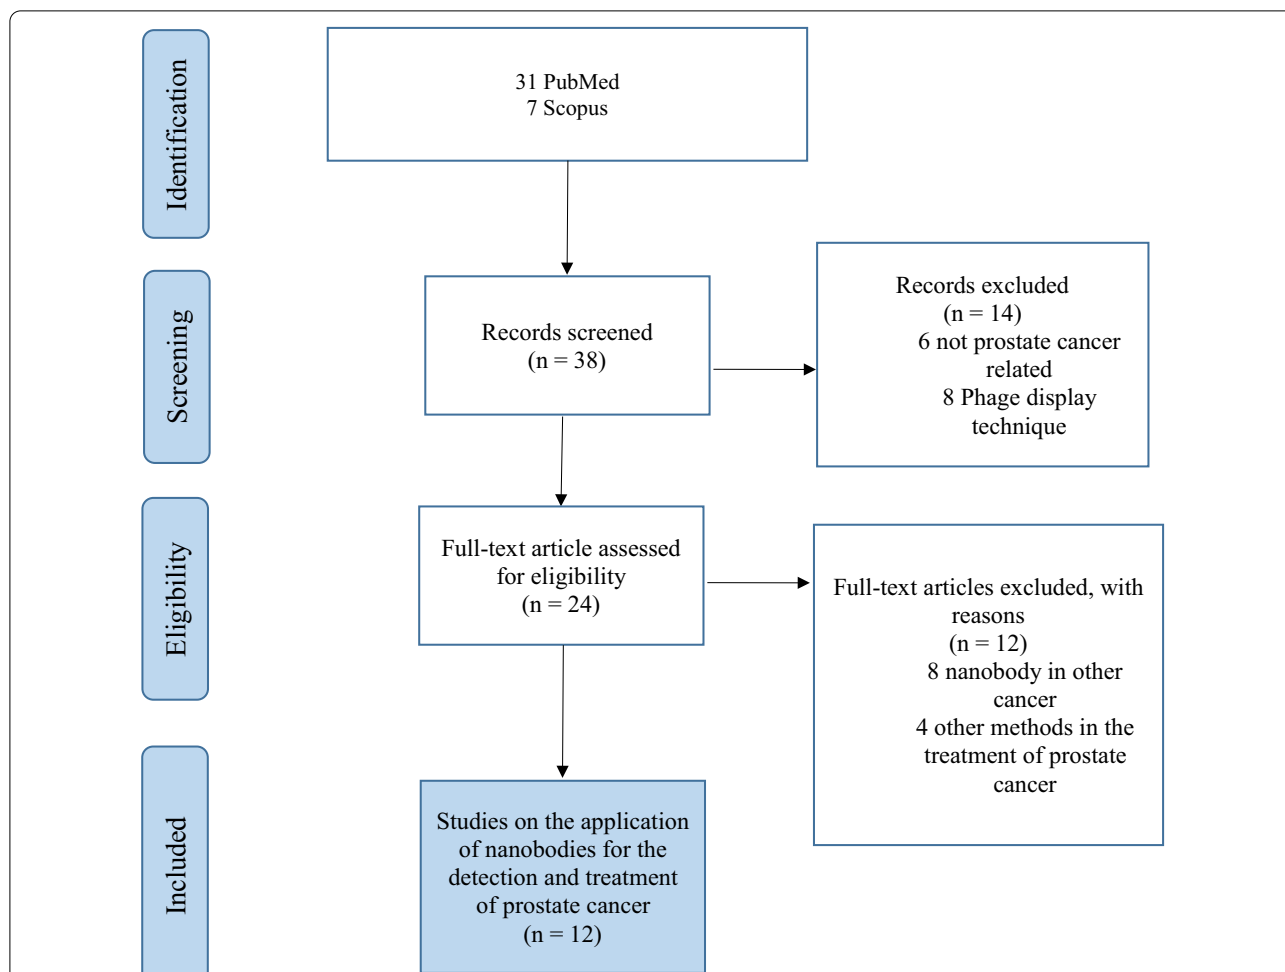 Identification
31 PubMed
7 Scopus
Screening
Records screened
(n = 38)
Records excluded
(n = 14)
6 not prostate cancer
related
8 Phage display
technique
Eligibility
Full-text article assessed
for eligibility
(n = 24)
Full-text articles excluded, with
reasons
(n = 12)
8 nanobody in other
cancer
4 other methods in the
treatment of prostate
cancer
Included
Studies on the application
of nanobodies for the
detection and treatment
of prostate cancer
(n = 12)